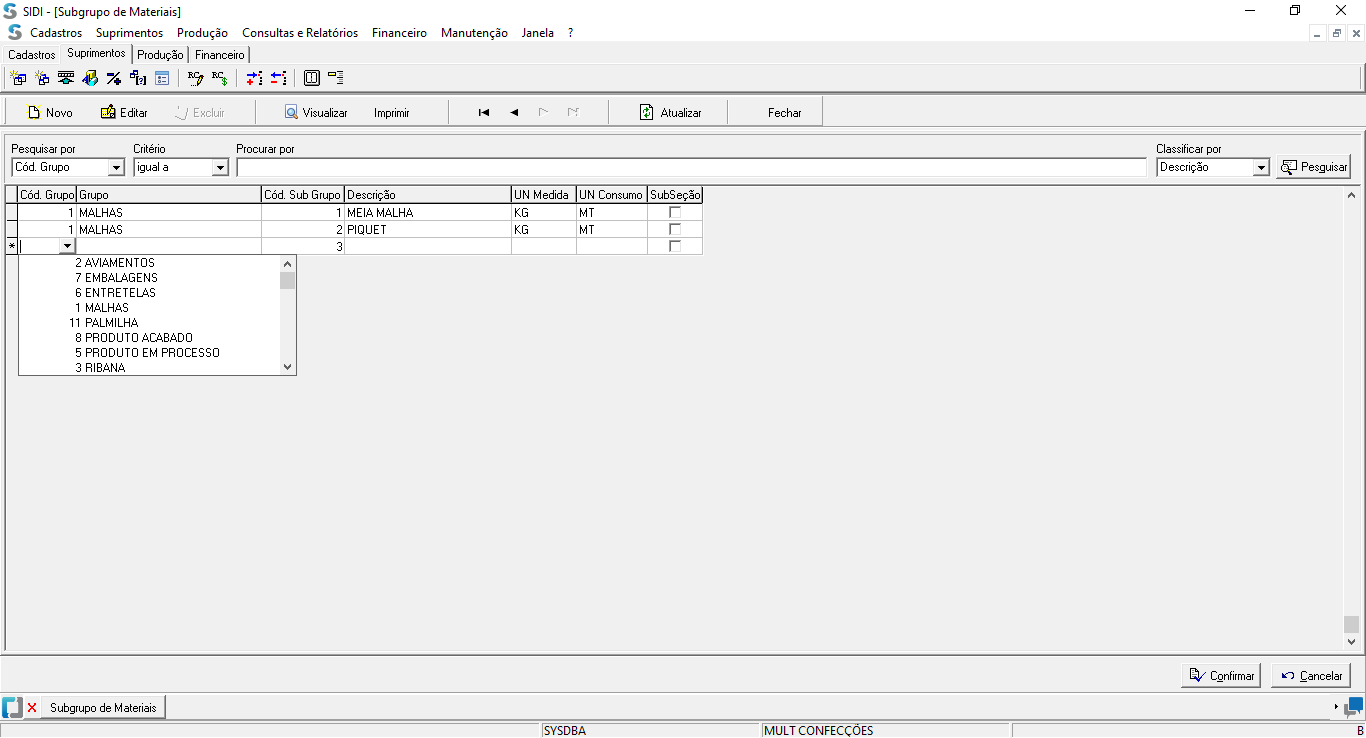 SIDI - [Subgrupo de Materiais]
Cadastros Suprimentos Produção Consultas e Relatórios Financeiro Manutenção Janela ?
Cadastros Suprimentos Produção Financeiro
Novo Editar Excluir Visualizar Imprimir Atualizar Fechar
Pesquisar por Critério Procurar por Classificar por
Cód. Grupo igual a Descrição Pesquisar
Cód. Grupo Grupo Cód. Sub Grupo Descrição UN Medida UN Consumo SubSeção
1 MALHAS 1 MEIA MALHA KG MT
1 MALHAS 2 PIQUET KG MT
* 3
2 AVIAMENTOS
7 EMBALAGENS
6 ENTRETELAS
1 MALHAS
11 PALMILHA
8 PRODUTO ACABADO
5 PRODUTO EM PROCESSO
3 RIBANA
Confirmar Cancelar
Subgrupo de Materiais
SYSDBA MULT CONFECÇÕES B